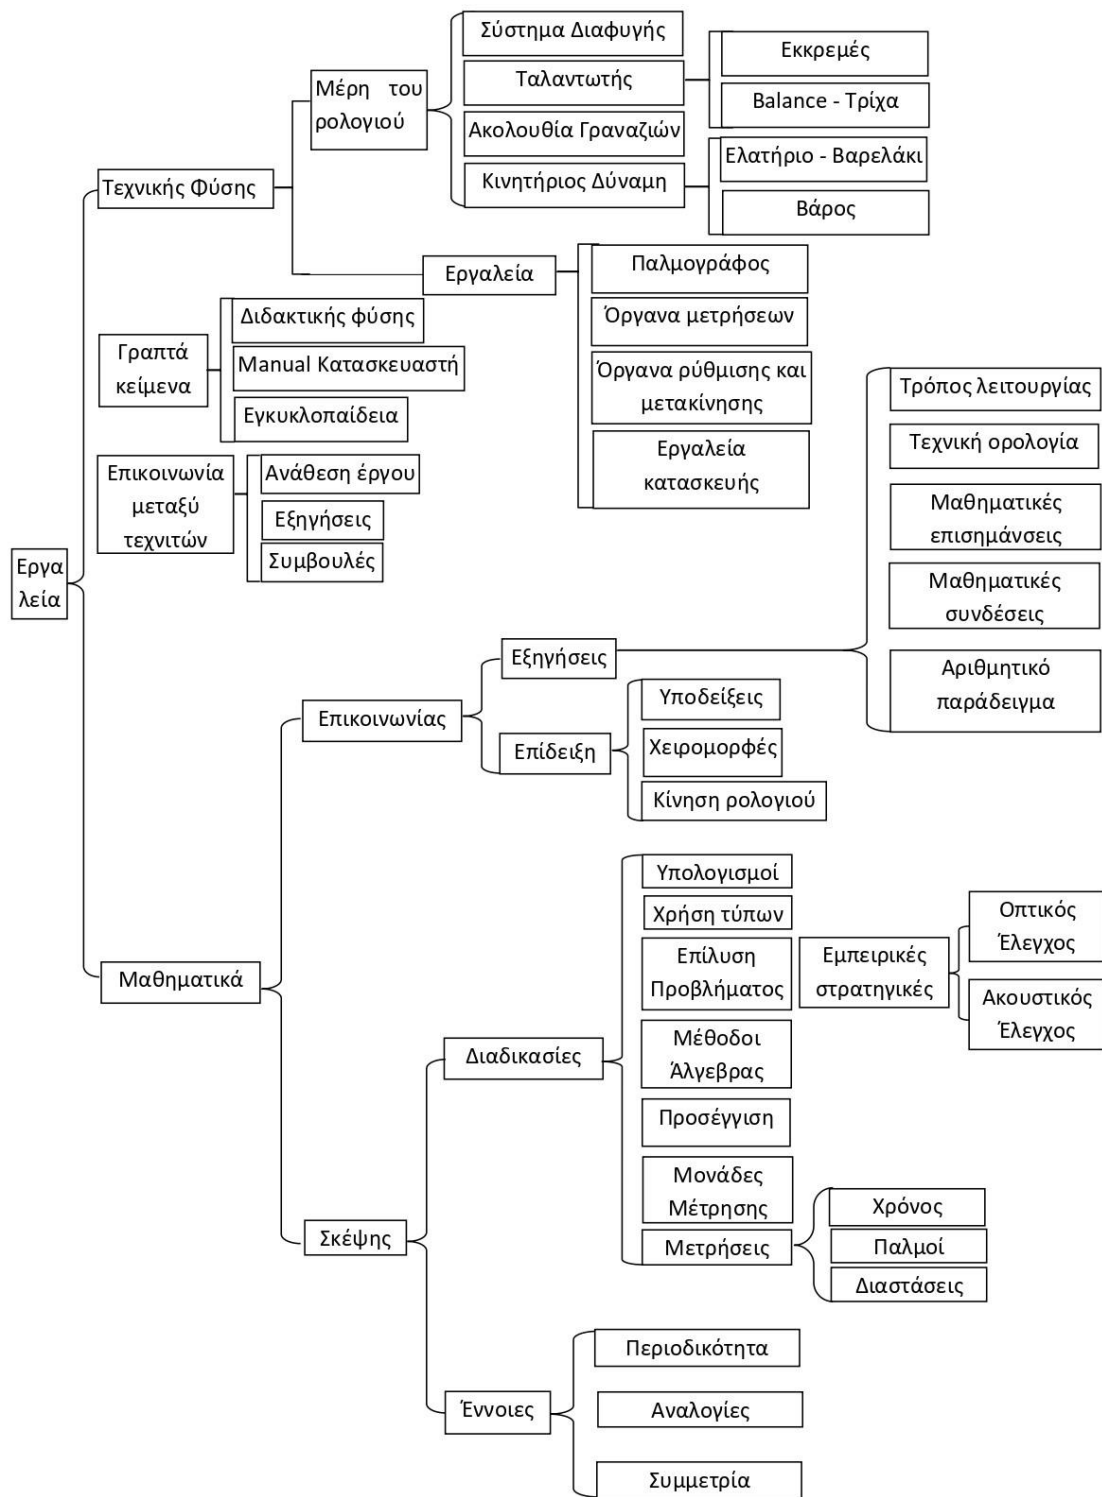 Σύστημα Διαφυγής
Ταλαντωτής
Ακολουθία Γραναζιών
Κινητήριος Δύναμη
Εκκρεμές
Balance - Τρίχα
Ελατήριο - Βαρελάκι
Βάρος
Μέρη του
ρολογιού
Τεχνικής Φύσης
Εργαλεία
Παλμογράφος
Όργανα μετρήσεων
Όργανα ρύθμισης και
μετακίνησης
Εργαλεία
κατασκευής
Γραπτά
κείμενα
Διδακτικής φύσης
Manual Κατασκευαστή
Εγκυκλοπαίδεια
Επικοινωνία
μεταξύ
τεχνιτών
Ανάθεση έργου
Εξηγήσεις
Συμβουλές
Εργα
λεία
Τρόπος λειτουργίας
Τεχνική ορολογία
Μαθηματικές
επισημάνσεις
Μαθηματικές
συνδέσεις
Αριθμητικό
παράδειγμα
Εξηγήσεις
Επικοινωνίας
Επίδειξη
Υποδείξεις
Χειρομορφές
Κίνηση ρολογιού
Μαθηματικά
Υπολογισμοί
Χρήση τύπων
Επίλυση
Προβλήματος
Εμπειρικές
στρατηγικές
Οπτικός
Έλεγχος
Ακουστικός
Έλεγχος
Διαδικασίες
Μέθοδοι
Άλγεβρας
Προσέγγιση
Μονάδες
Μέτρησης
Μετρήσεις
Χρόνος
Παλμοί
Διαστάσεις
Σκέψης
Έννοιες
Περιοδικότητα
Αναλογίες
Συμμετρία